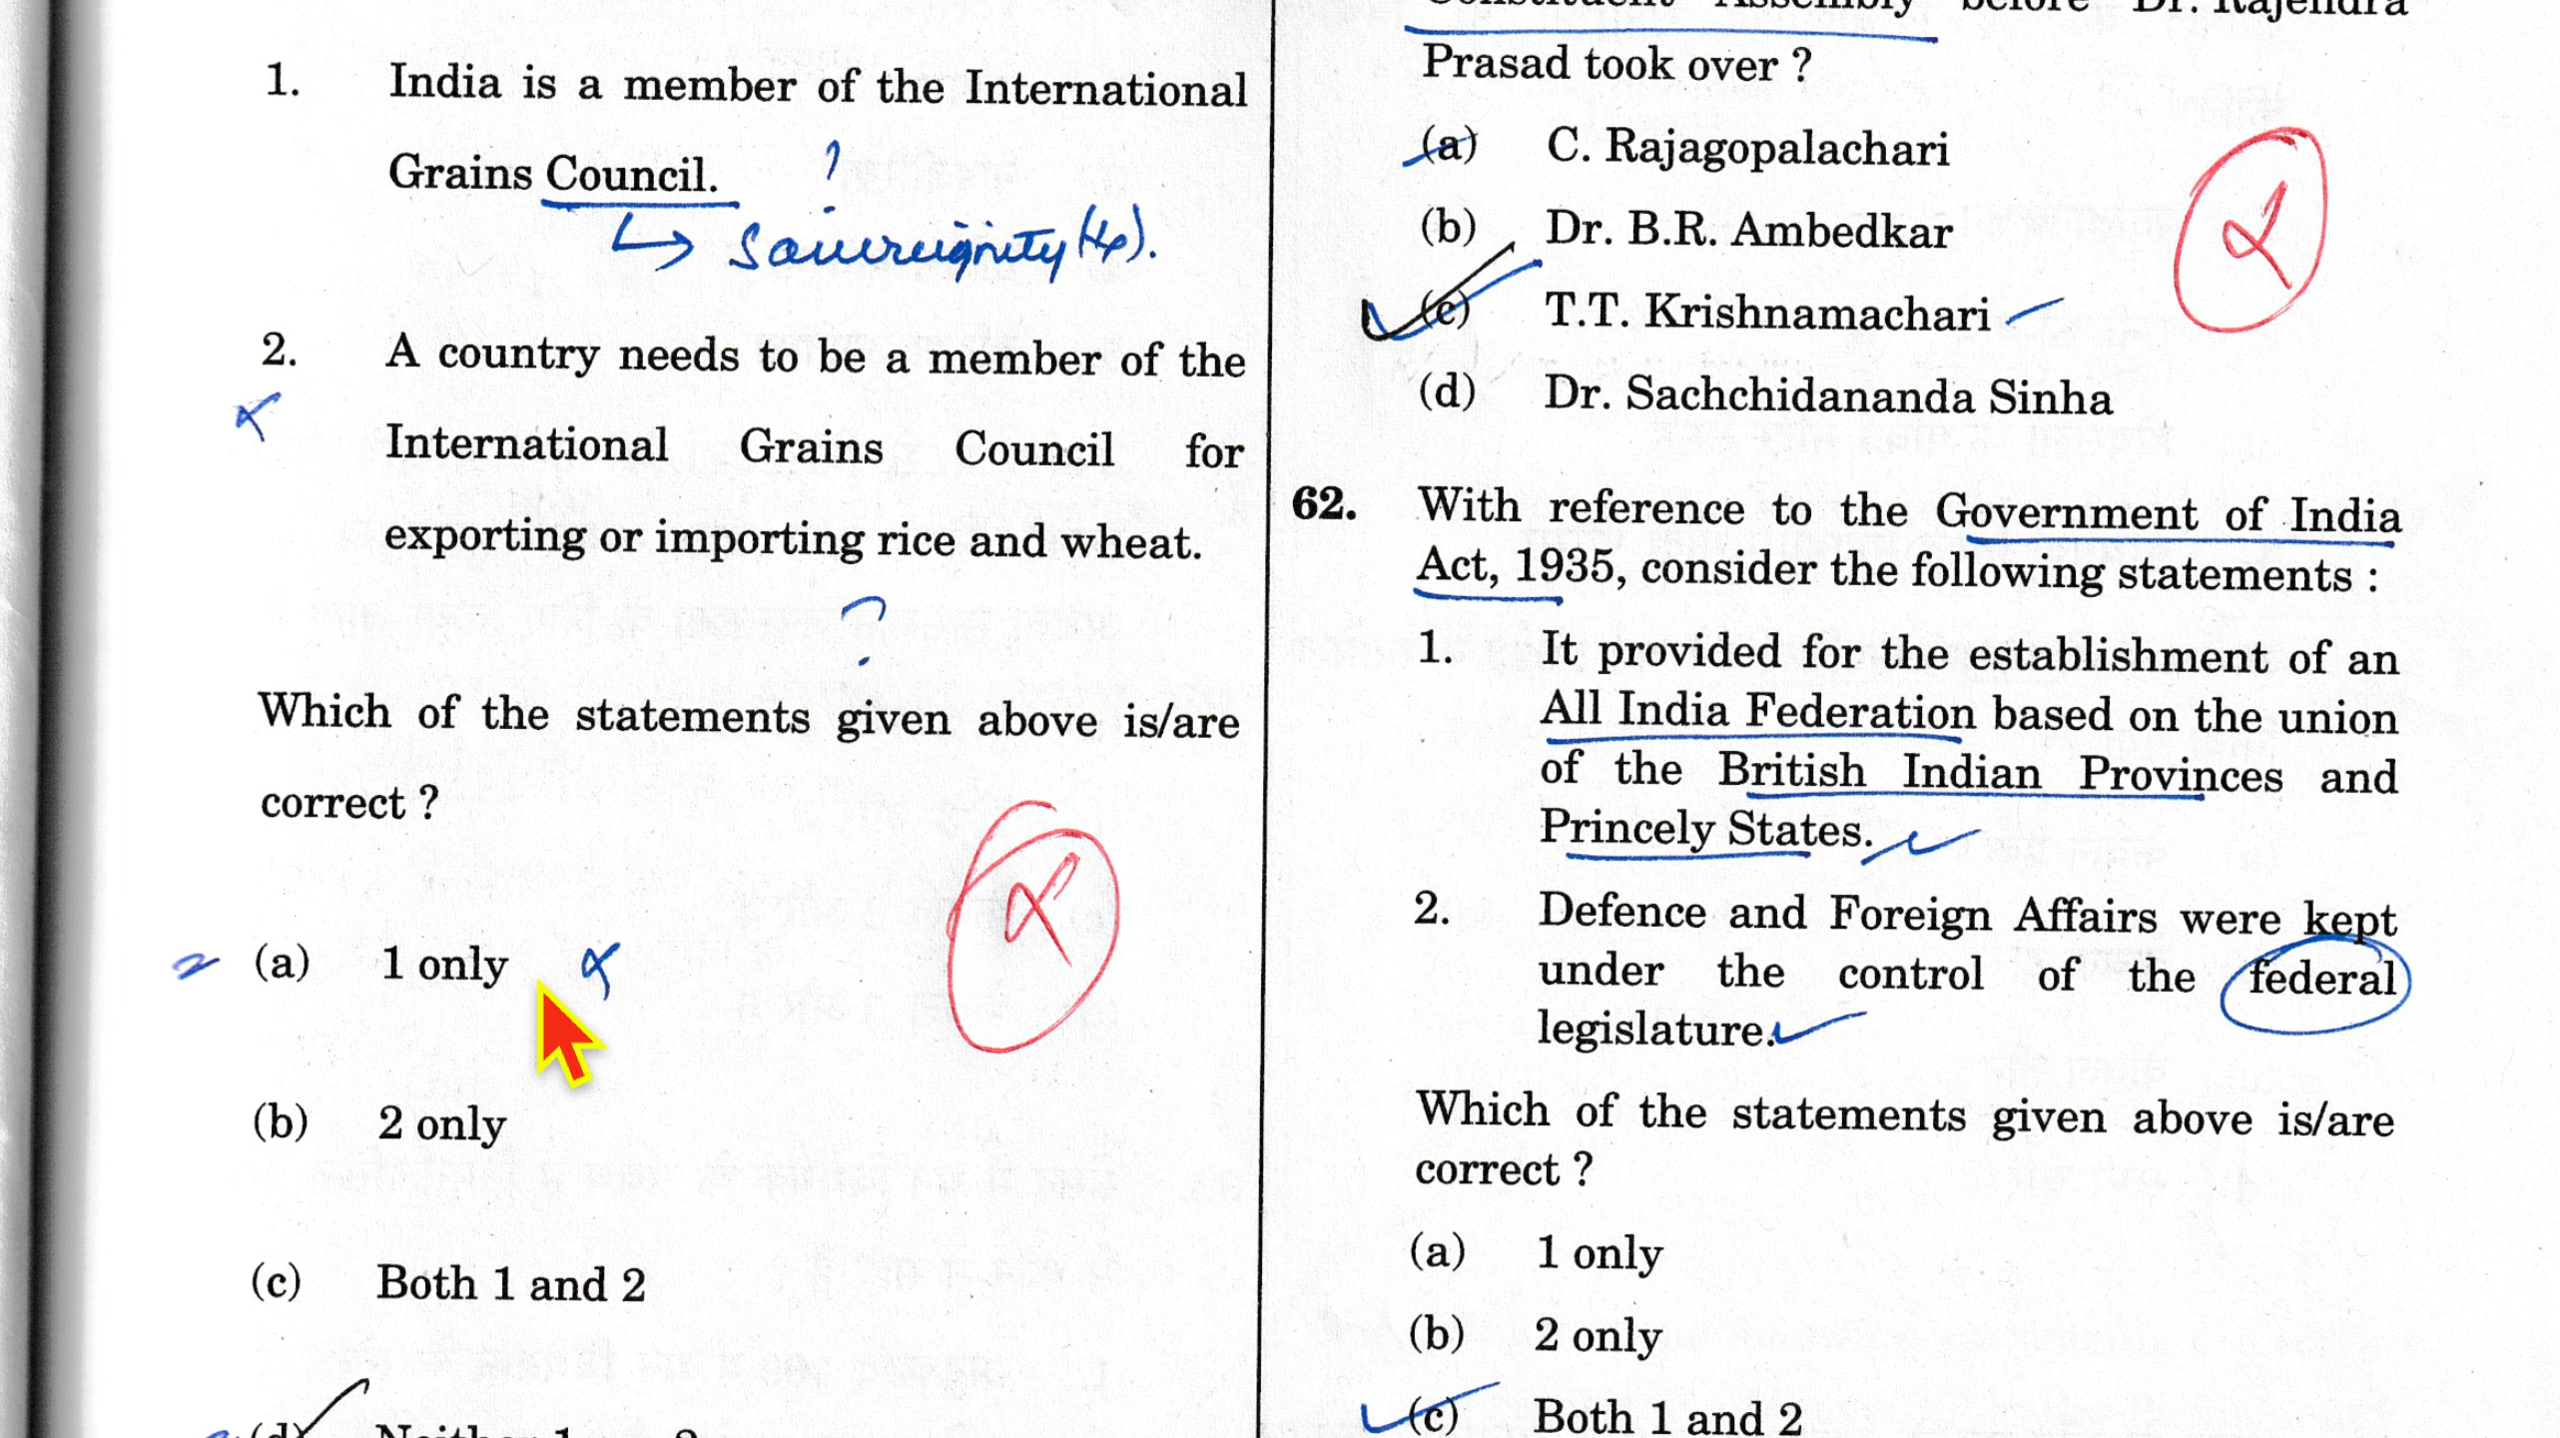 1. India is a member of the International
Grains Council. ?
↳ Sovereignity
2. A country needs to be a member of the
International Grains Council for
exporting or importing rice and wheat.
?
Which of the statements given above is/are
correct ?
(a) 1 only
(b) 2 only
(c) Both 1 and 2
(d) Neither 1
Prasad took over ?
(a) C. Rajagopalachari
(b) Dr. B.R. Ambedkar
(c) T.T. Krishnamachari
(d) Dr. Sachchidananda Sinha
62. With reference to the Government of India
Act, 1935, consider the following statements :
1. It provided for the establishment of an
All India Federation based on the union
of the British Indian Provinces and
Princely States.
2. Defence and Foreign Affairs were kept
under the control of the federal
legislature.
Which of the statements given above is/are
correct ?
(a) 1 only
(b) 2 only
(c) Both 1 and 2